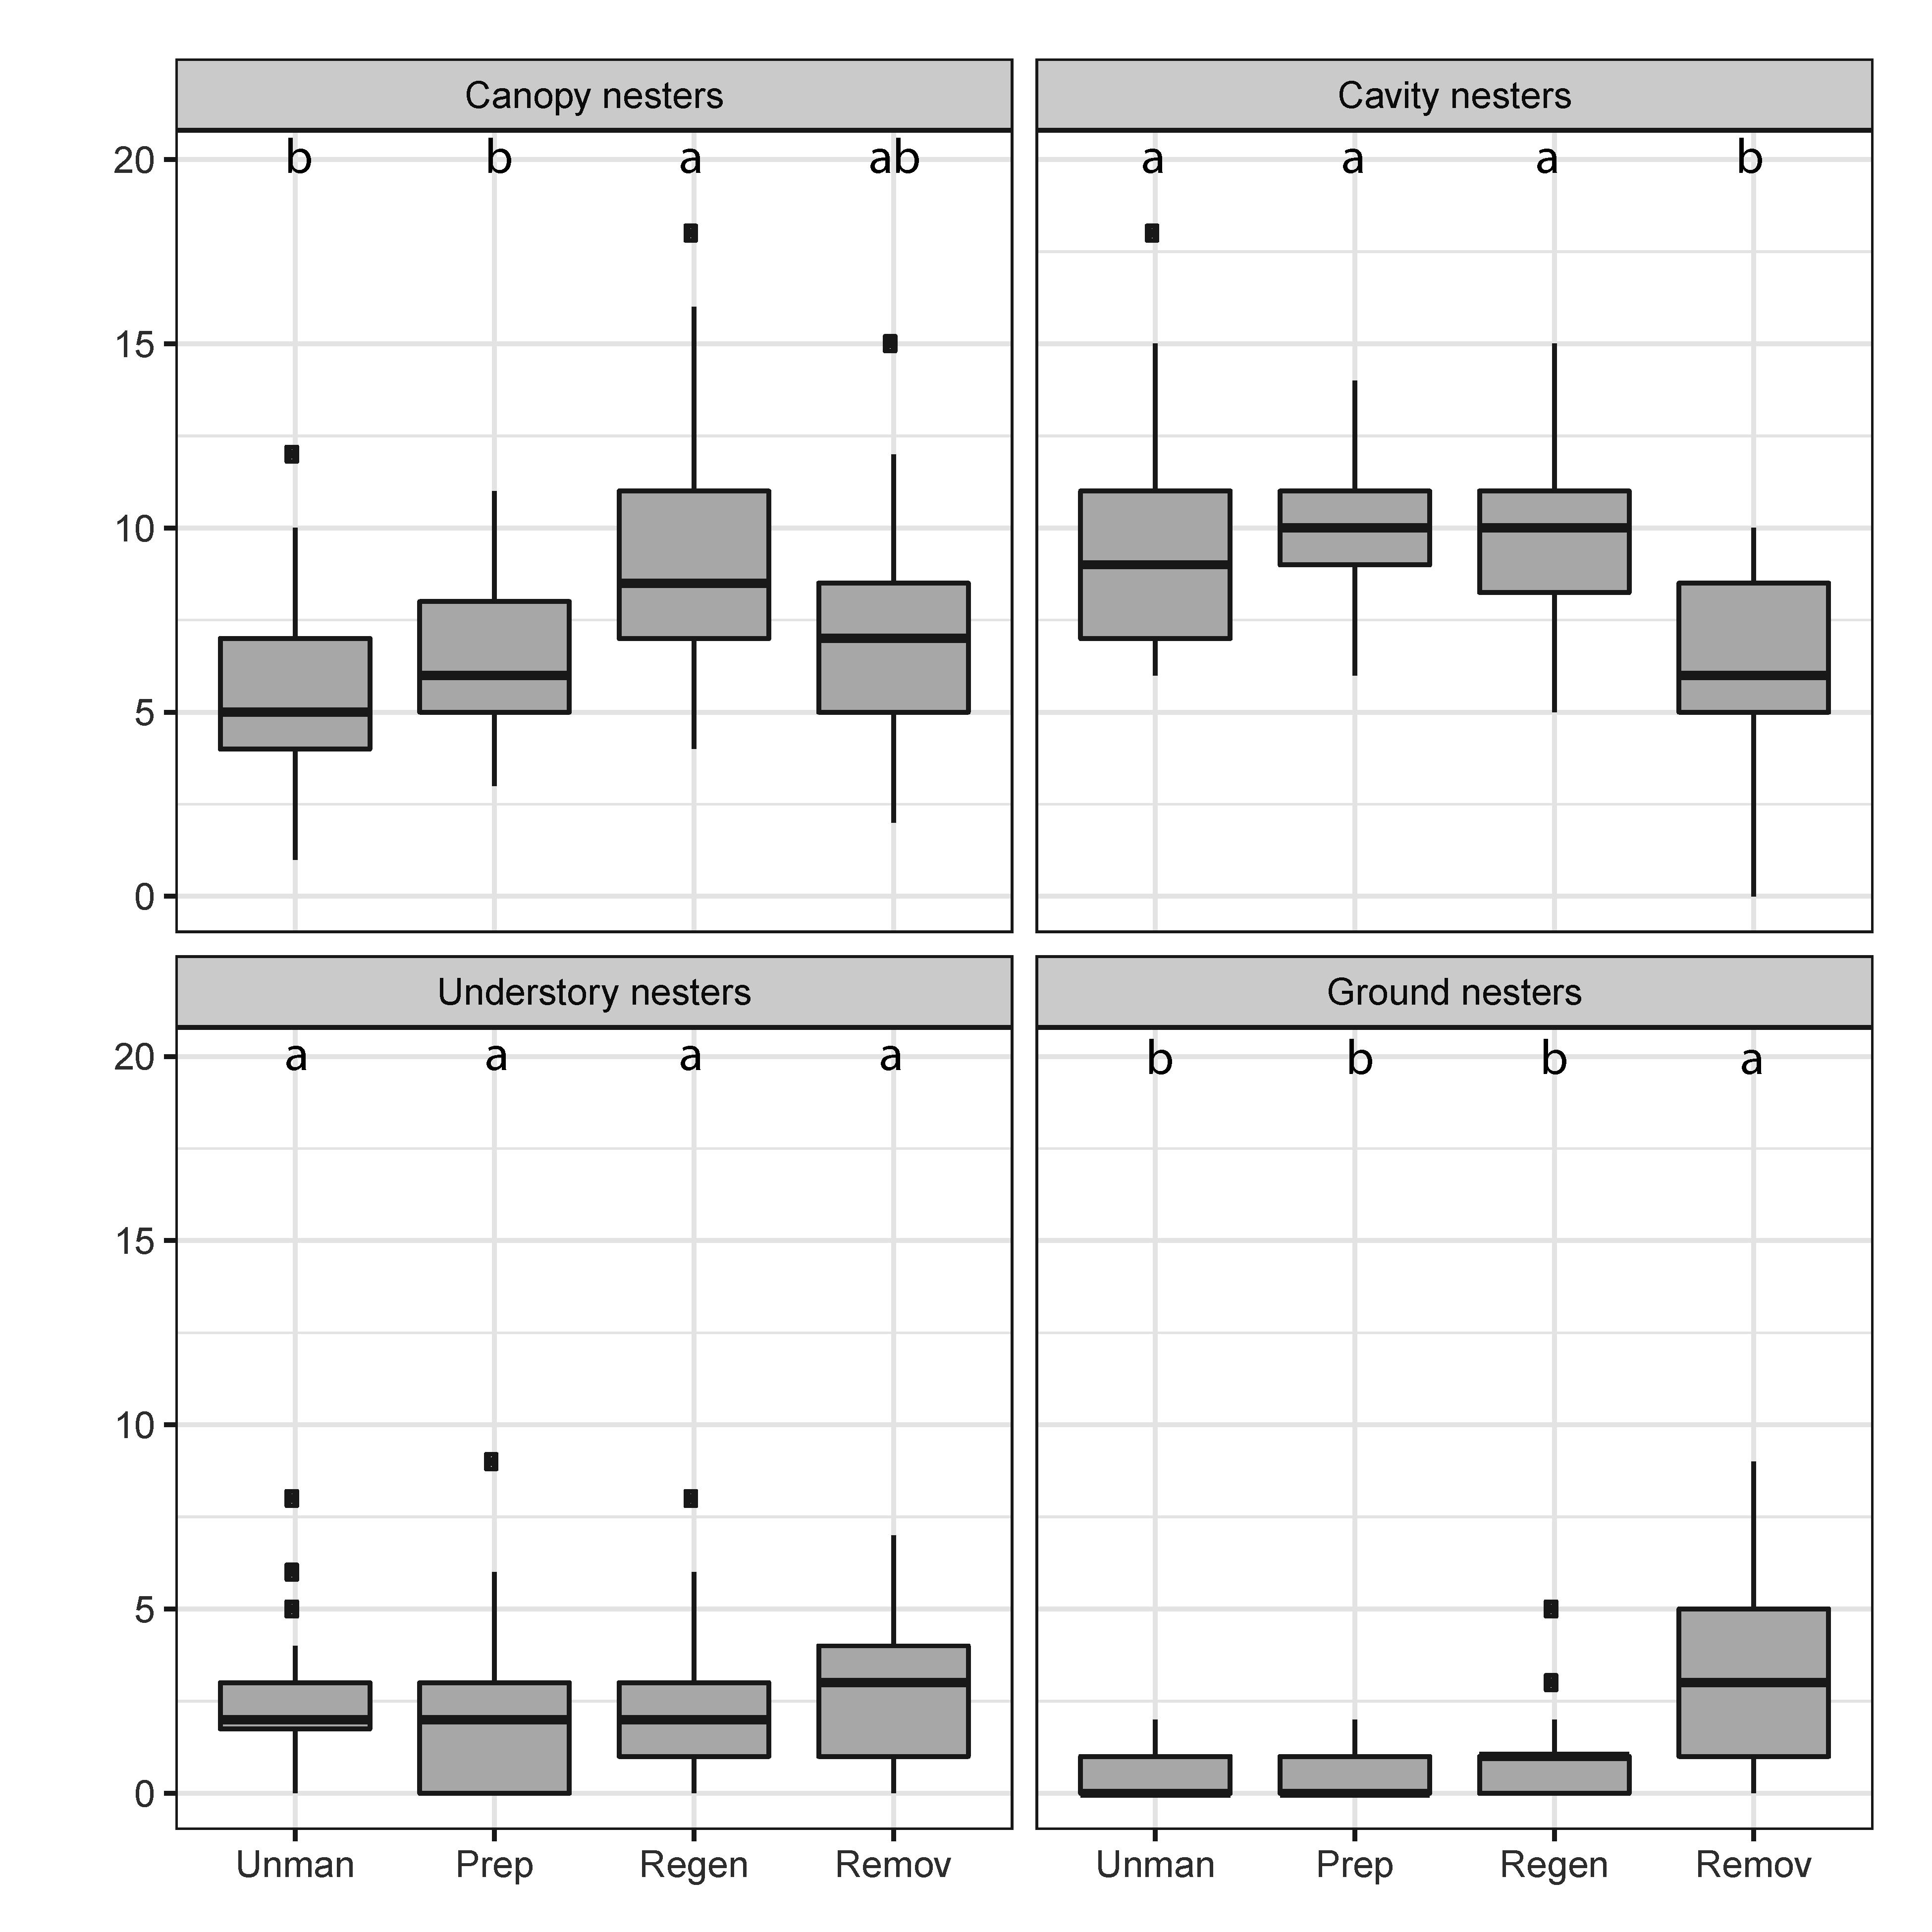 Canopy nesters Cavity nesters
20 b b a ab a a a b
15
10
5
0
Understory nesters Ground nesters
20 a a a a b b b a
15
10
5
0
Unman Prep Regen Remov Unman Prep Regen Remov